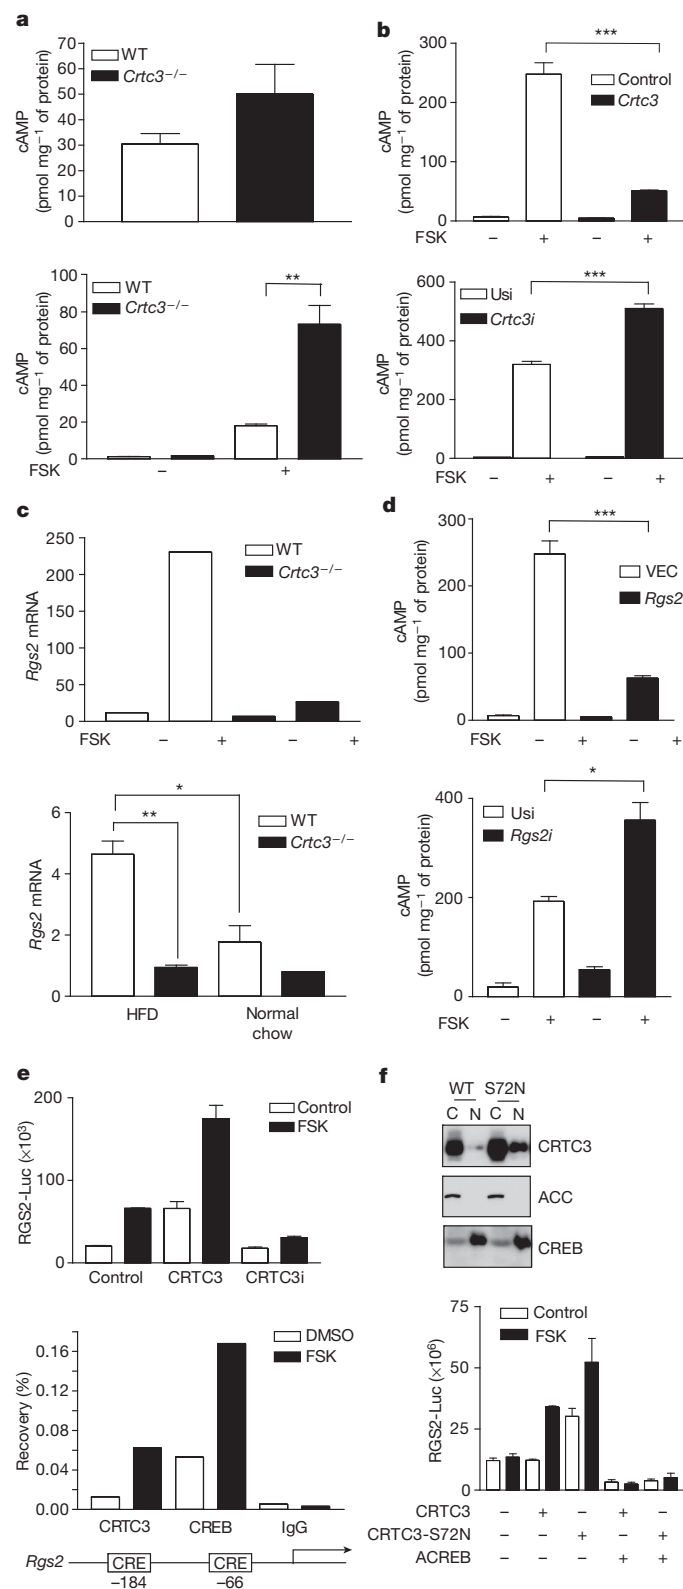 a
cAMP
(pmol mg−1 of protein)
70
60
50
40
30
20
10
0
WT
Crtc3−/−
cAMP
(pmol mg−1 of protein)
100
80
60
40
20
0
WT
Crtc3−/−
**
FSK − +
b
cAMP
(pmol mg−1 of protein)
300
200
100
0
***
Control
Crtc3
FSK − + − +
cAMP
(pmol mg−1 of protein)
600
400
200
0
***
Usi
Crtc3i
FSK − + − +
c
Rgs2 mRNA
250
200
150
100
50
0
WT
Crtc3−/−
FSK − + − +
Rgs2 mRNA
6
4
2
0
*
**
WT
Crtc3−/−
HFD
Normal
chow
d
cAMP
(pmol mg−1 of protein)
300
200
100
0
***
VEC
Rgs2
FSK − + − +
cAMP
(pmol mg−1 of protein)
400
200
0
*
Usi
Rgs2i
FSK − + − +
e
RGS2-Luc (×10³)
200
100
0
Control
FSK
Control CRTC3 CRTC3i
Recovery (%)
0.16
0.12
0.08
0.04
0.00
DMSO
FSK
CRTC3 CREB IgG
Rgs2 CRE CRE
−184 −66
f
WT S72N
C N C N
CRTC3
ACC
CREB
RGS2-Luc (×10⁶)
75
50
25
0
Control
FSK
CRTC3 − + − + −
CRTC3-S72N − − + − +
ACREB − − − + +